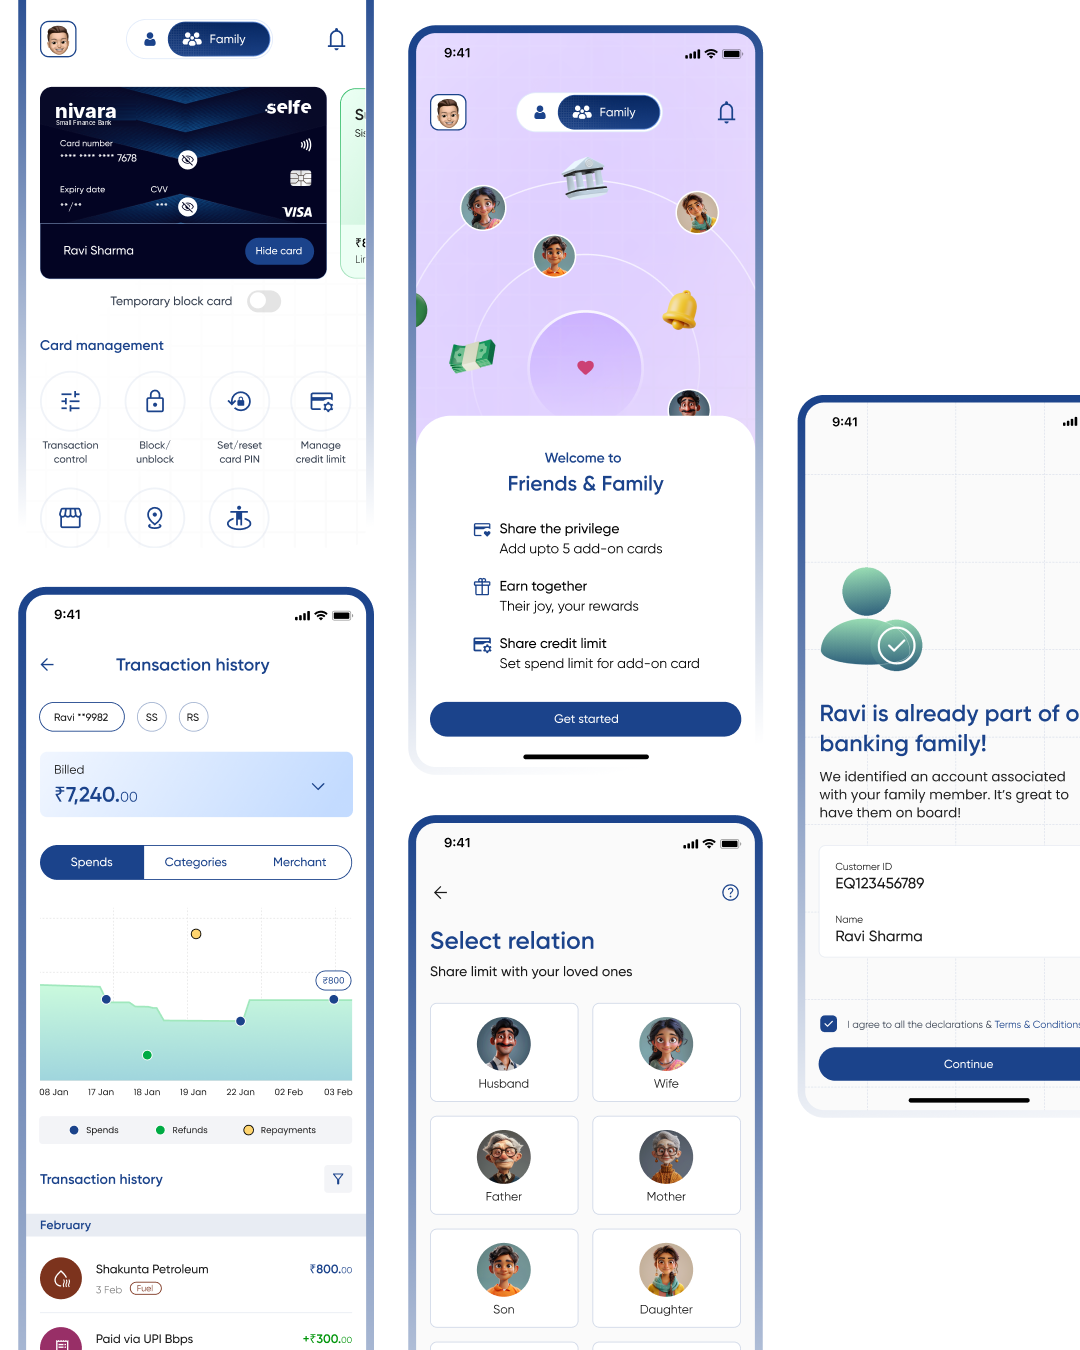 Family
nivara
Small Finance Bank
selfe
Card number
**** **** **** 7678
Expiry date
CVV
**/**
***
VISA
Ravi Sharma
Hide card
Temporary block card
Card management
Transaction
control
Block/
unblock
Set/reset
card PIN
Manage
credit limit
9:41
Transaction history
Ravi **9982
SS
RS
Billed
₹7,240.00
Spends
Categories
Merchant
₹800
08 Jan
17 Jan
18 Jan
19 Jan
22 Jan
02 Feb
03 Feb
Spends
Refunds
Repayments
Transaction history
February
Shakunta Petroleum
₹800.00
3 Feb
Fuel
Paid via UPI Bbps
+₹300.00
9:41
Family
Welcome to
Friends & Family
Share the privilege
Add upto 5 add-on cards
Earn together
Their joy, your rewards
Share credit limit
Set spend limit for add-on card
Get started
9:41
Select relation
Share limit with your loved ones
Husband
Wife
Father
Mother
Son
Daughter
9:41
Ravi is already part of o
banking family!
We identified an account associated
with your family member. It's great to
have them on board!
Customer ID
EQ123456789
Name
Ravi Sharma
I agree to all the declarations & Terms & Conditions
Continue